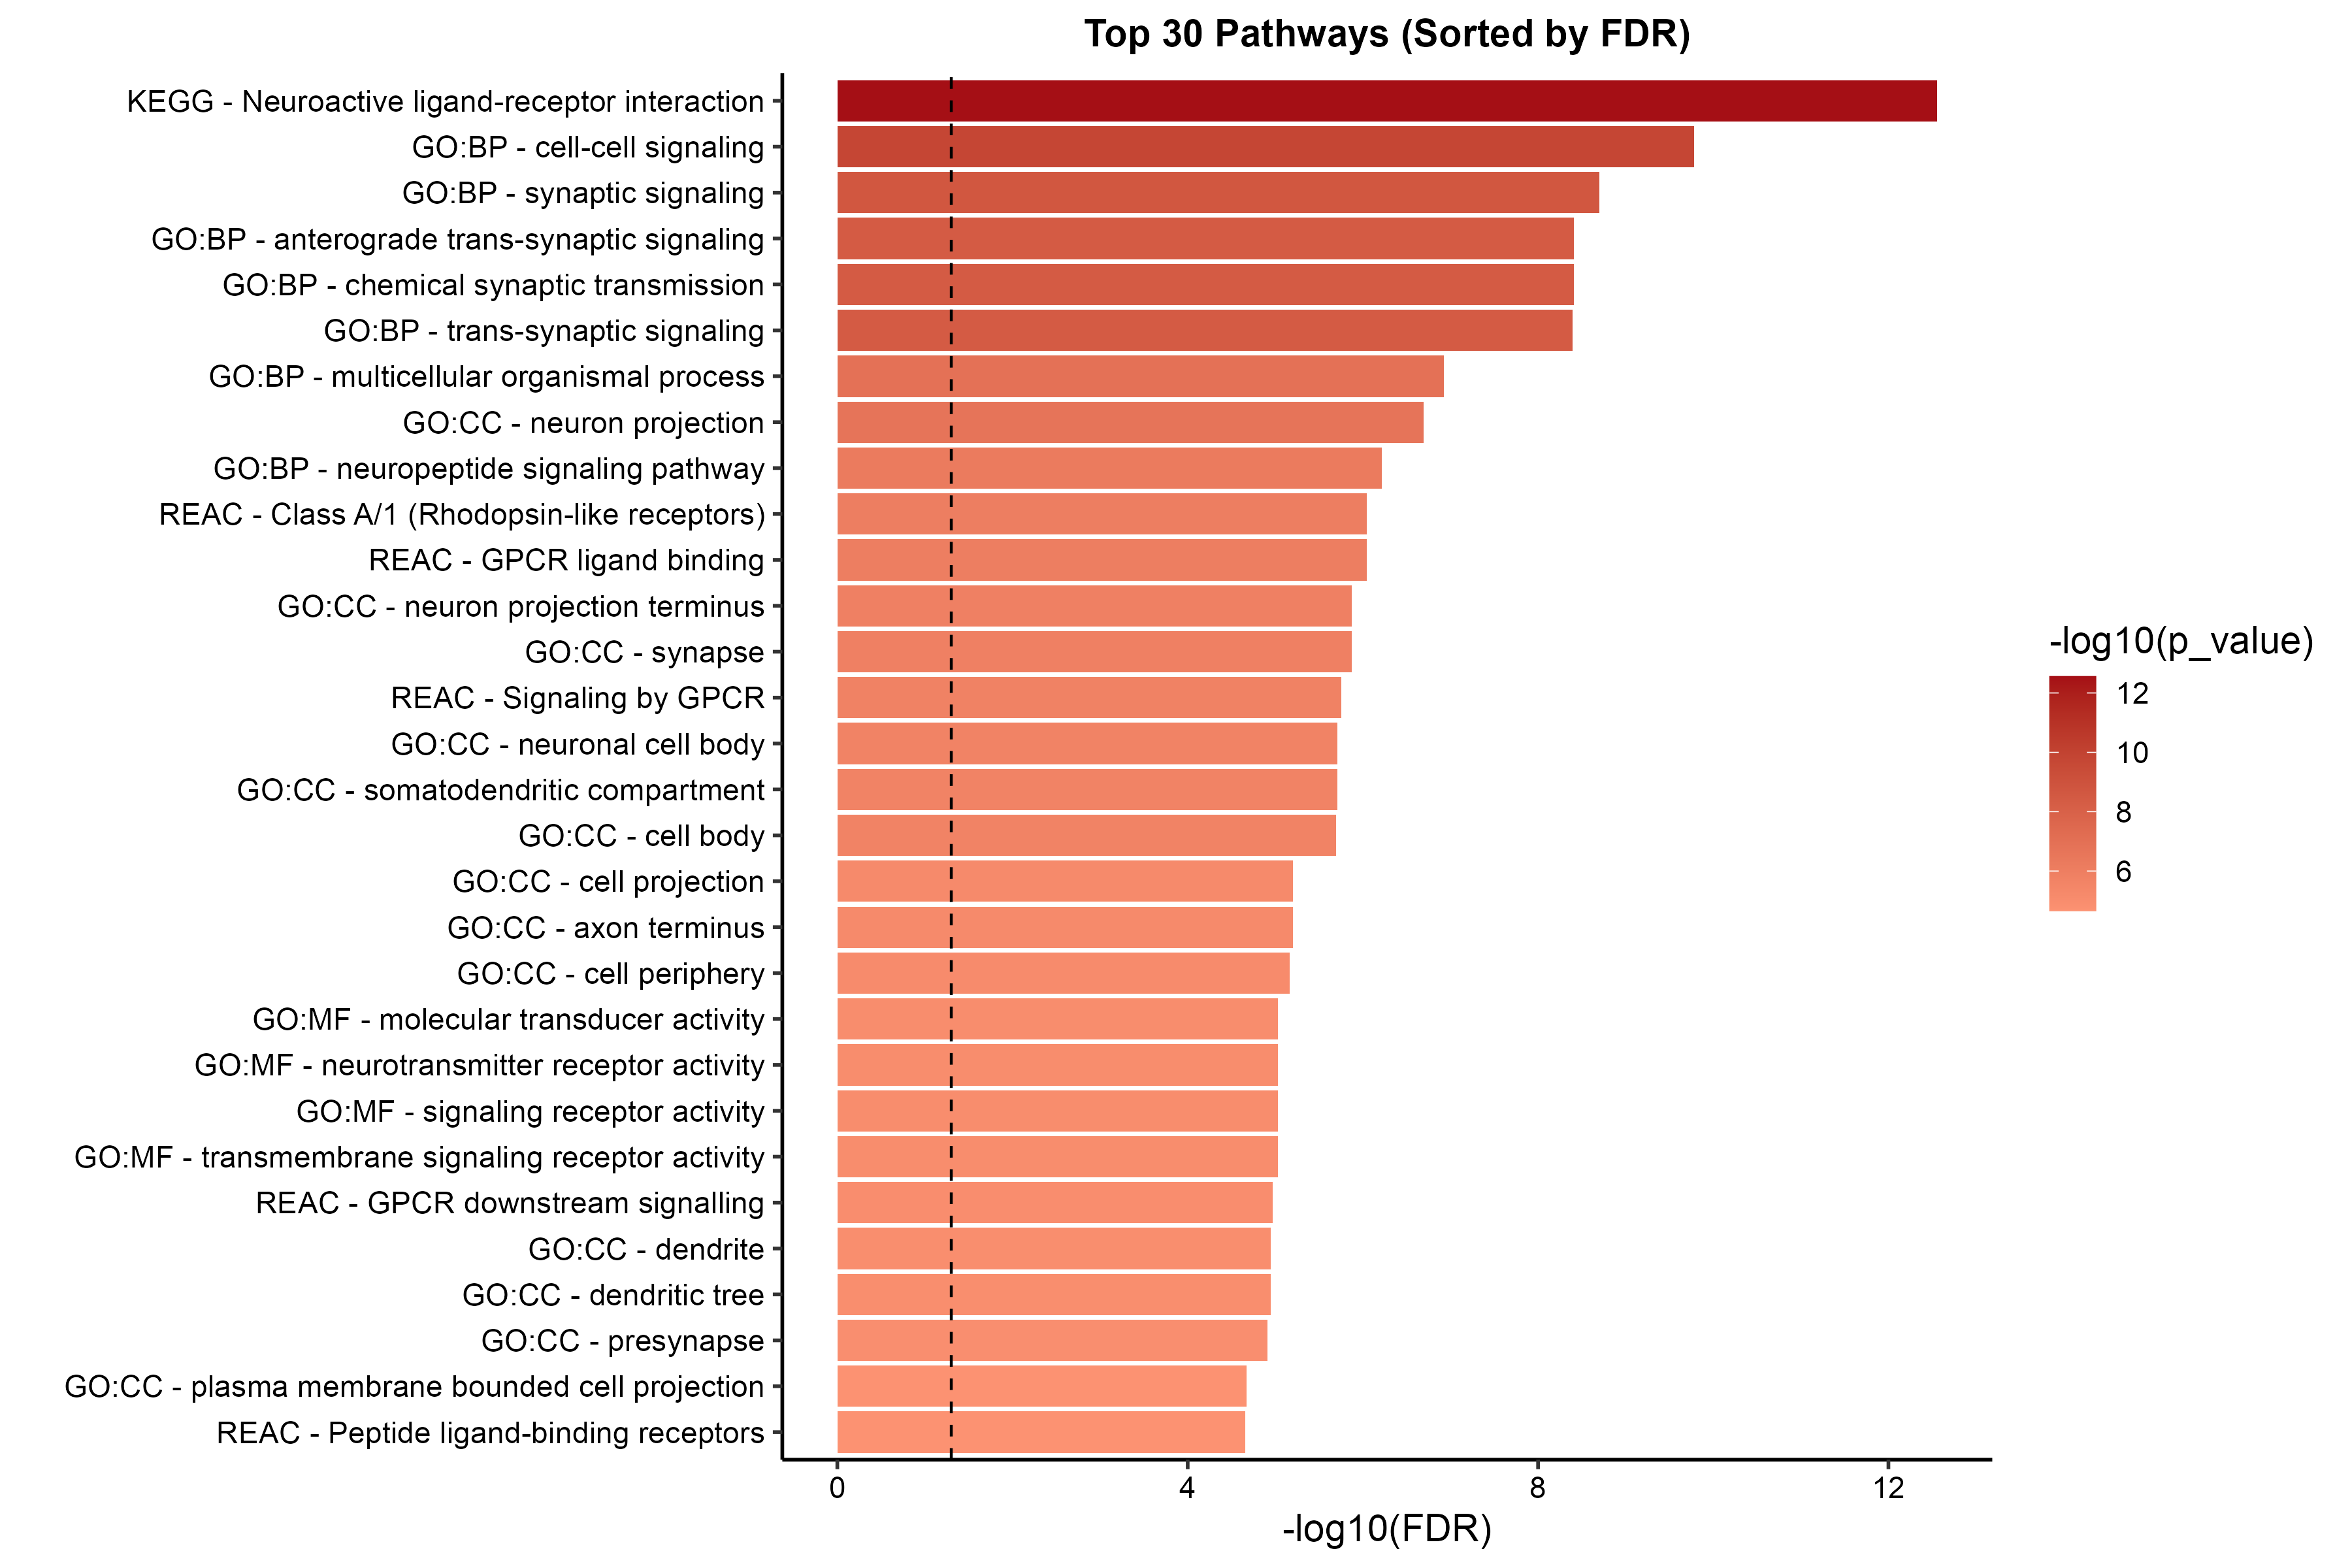 Top 30 Pathways (Sorted by FDR)
KEGG - Neuroactive ligand-receptor interaction
GO:BP - cell-cell signaling
GO:BP - synaptic signaling
GO:BP - anterograde trans-synaptic signaling
GO:BP - chemical synaptic transmission
GO:BP - trans-synaptic signaling
GO:BP - multicellular organismal process
GO:CC - neuron projection
GO:BP - neuropeptide signaling pathway
REAC - Class A/1 (Rhodopsin-like receptors)
REAC - GPCR ligand binding
GO:CC - neuron projection terminus
GO:CC - synapse
REAC - Signaling by GPCR
GO:CC - neuronal cell body
GO:CC - somatodendritic compartment
GO:CC - cell body
GO:CC - cell projection
GO:CC - axon terminus
GO:CC - cell periphery
GO:MF - molecular transducer activity
GO:MF - neurotransmitter receptor activity
GO:MF - signaling receptor activity
GO:MF - transmembrane signaling receptor activity
REAC - GPCR downstream signalling
GO:CC - dendrite
GO:CC - dendritic tree
GO:CC - presynapse
GO:CC - plasma membrane bounded cell projection
REAC - Peptide ligand-binding receptors
0 4 8 12
-log10(FDR)
-log10(p_value)
12
10
8
6